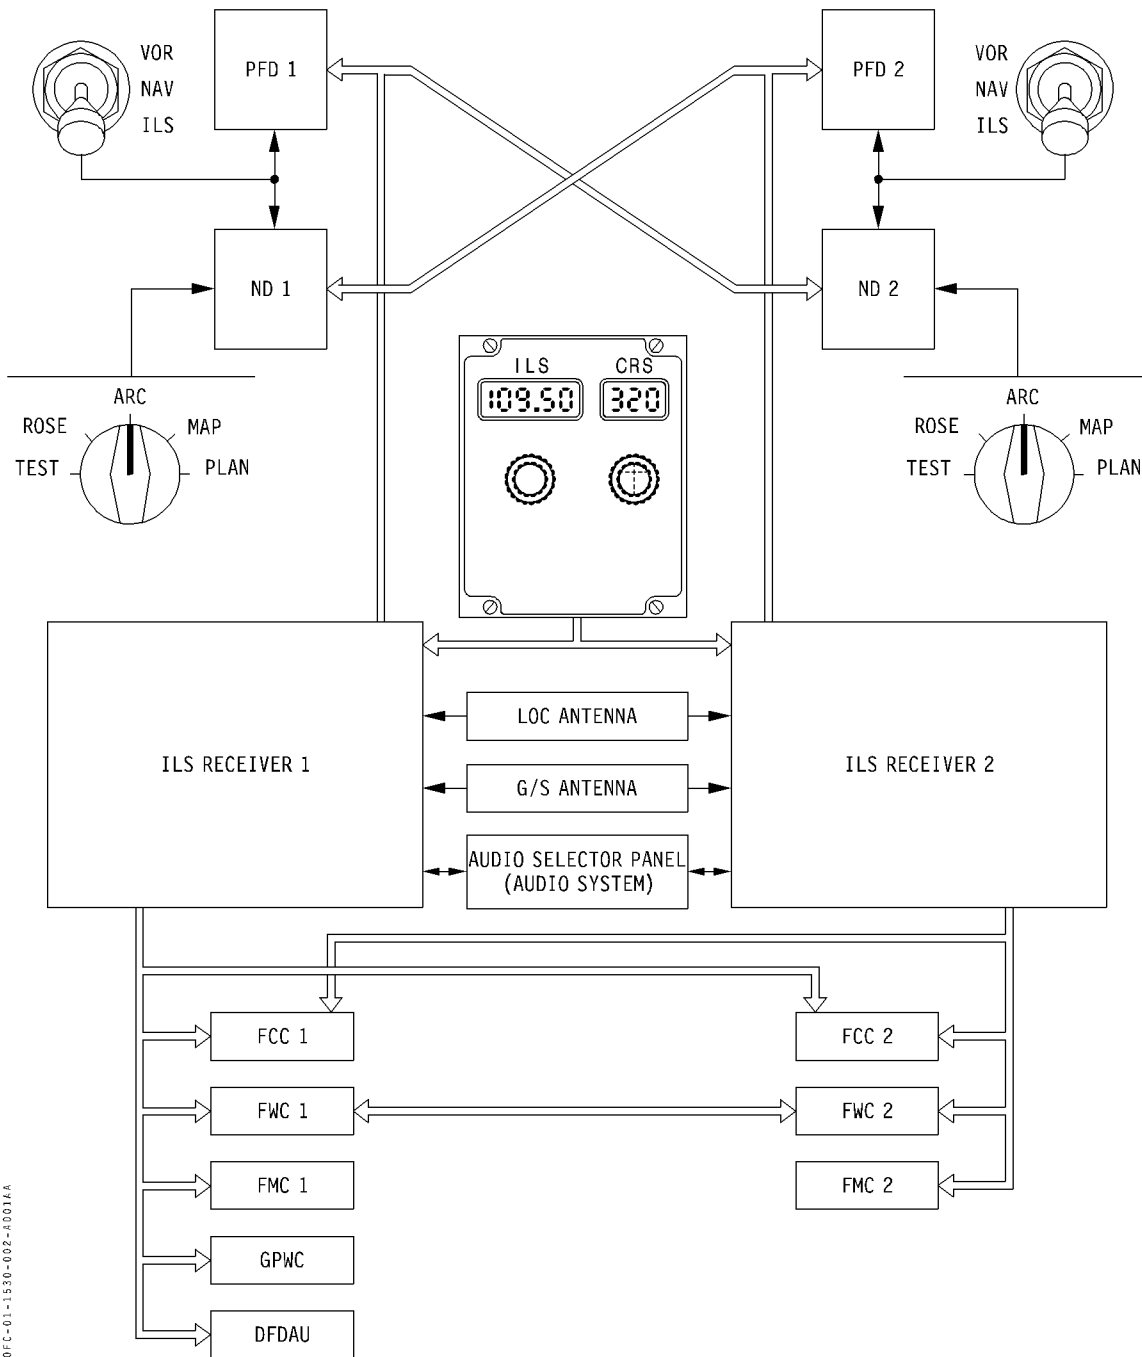 VOR
NAV
ILS
PFD 1
PFD 2
VOR
NAV
ILS
ND 1
ND 2
ILS
CRS
109.50
320
ARC
ROSE
MAP
TEST
PLAN
ARC
ROSE
MAP
TEST
PLAN
ILS RECEIVER 1
LOC ANTENNA
G/S ANTENNA
AUDIO SELECTOR PANEL
(AUDIO SYSTEM)
ILS RECEIVER 2
FCC 1
FCC 2
FWC 1
FWC 2
FMC 1
FMC 2
GPWC
DFDAU
0FC-01-1530-002-A001AA